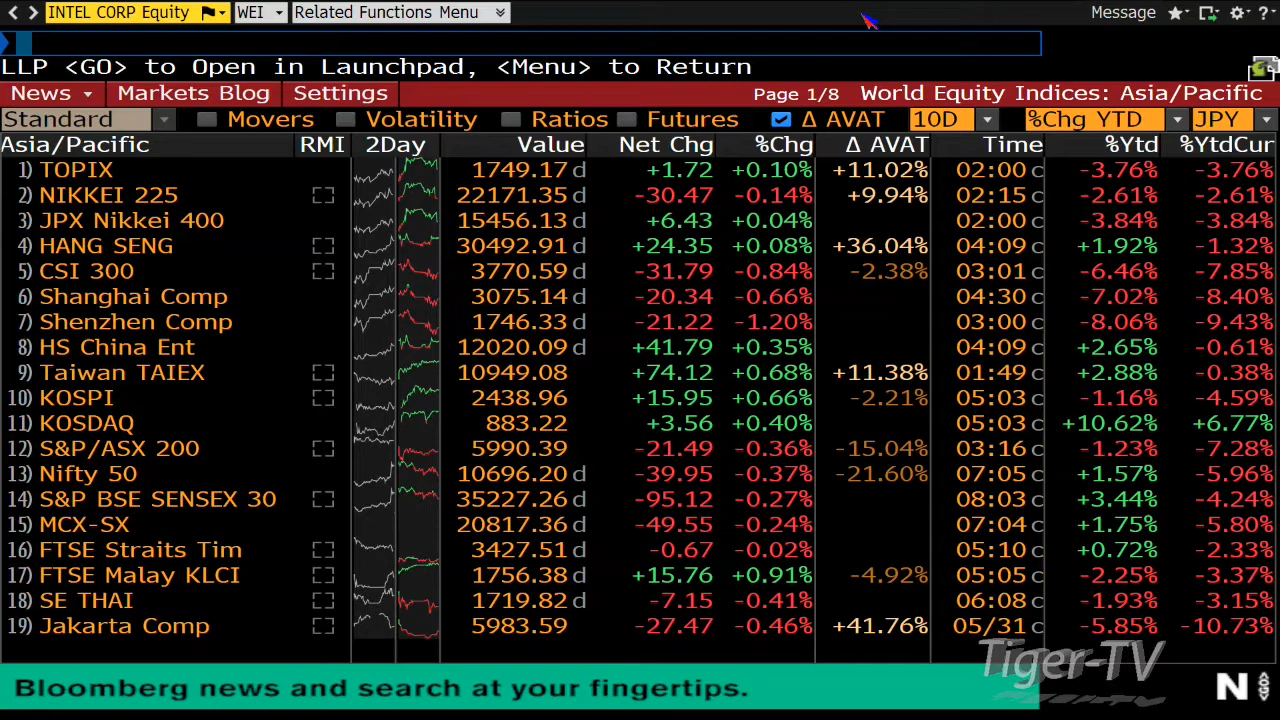 INTEL CORP Equity WEI Related Functions Menu Message ?
LLP <GO> to Open in Launchpad, <Menu> to Return
News Markets Blog Settings Page 1/8 World Equity Indices: Asia/Pacific
Standard Movers Volatility Ratios Futures Δ AVAT 10D %Chg YTD JPY
Asia/Pacific RMI 2Day Value Net Chg %Chg Δ AVAT Time %Ytd %YtdCur
1) TOPIX 1749.17 d +1.72 +0.10% +11.02% 02:00 c -3.76% -3.76%
2) NIKKEI 225 22171.35 d -30.47 -0.14% +9.94% 02:15 c -2.61% -2.61%
3) JPX Nikkei 400 15456.13 d +6.43 +0.04% 02:00 c -3.84% -3.84%
4) HANG SENG 30492.91 d +24.35 +0.08% +36.04% 04:09 c +1.92% -1.32%
5) CSI 300 3770.59 d -31.79 -0.84% -2.38% 03:01 c -6.46% -7.85%
6) Shanghai Comp 3075.14 d -20.34 -0.66% 04:30 c -7.02% -8.40%
7) Shenzhen Comp 1746.33 d -21.22 -1.20% 03:00 c -8.06% -9.43%
8) HS China Ent 12020.09 d +41.79 +0.35% 04:09 c +2.65% -0.61%
9) Taiwan TAIEX 10949.08 +74.12 +0.68% +11.38% 01:49 c +2.88% -0.38%
10) KOSPI 2438.96 +15.95 +0.66% -2.21% 05:03 c -1.16% -4.59%
11) KOSDAQ 883.22 +3.56 +0.40% 05:03 c +10.62% +6.77%
12) S&P/ASX 200 5990.39 -21.49 -0.36% -15.04% 03:16 c -1.23% -7.28%
13) Nifty 50 10696.20 d -39.95 -0.37% -21.60% 07:05 c +1.57% -5.96%
14) S&P BSE SENSEX 30 35227.26 d -95.12 -0.27% 08:03 c +3.44% -4.24%
15) MCX-SX 20817.36 d -49.55 -0.24% 07:04 c +1.75% -5.80%
16) FTSE Straits Tim 3427.51 d -0.67 -0.02% 05:10 c +0.72% -2.33%
17) FTSE Malay KLCI 1756.38 d +15.76 +0.91% -4.92% 05:05 c -2.25% -3.37%
18) SE THAI 1719.82 d -7.15 -0.41% 06:08 c -1.93% -3.15%
19) Jakarta Comp 5983.59 -27.47 -0.46% +41.76% 05/31 c -5.85% -10.73%
Tiger-TV
Bloomberg news and search at your fingertips.
N